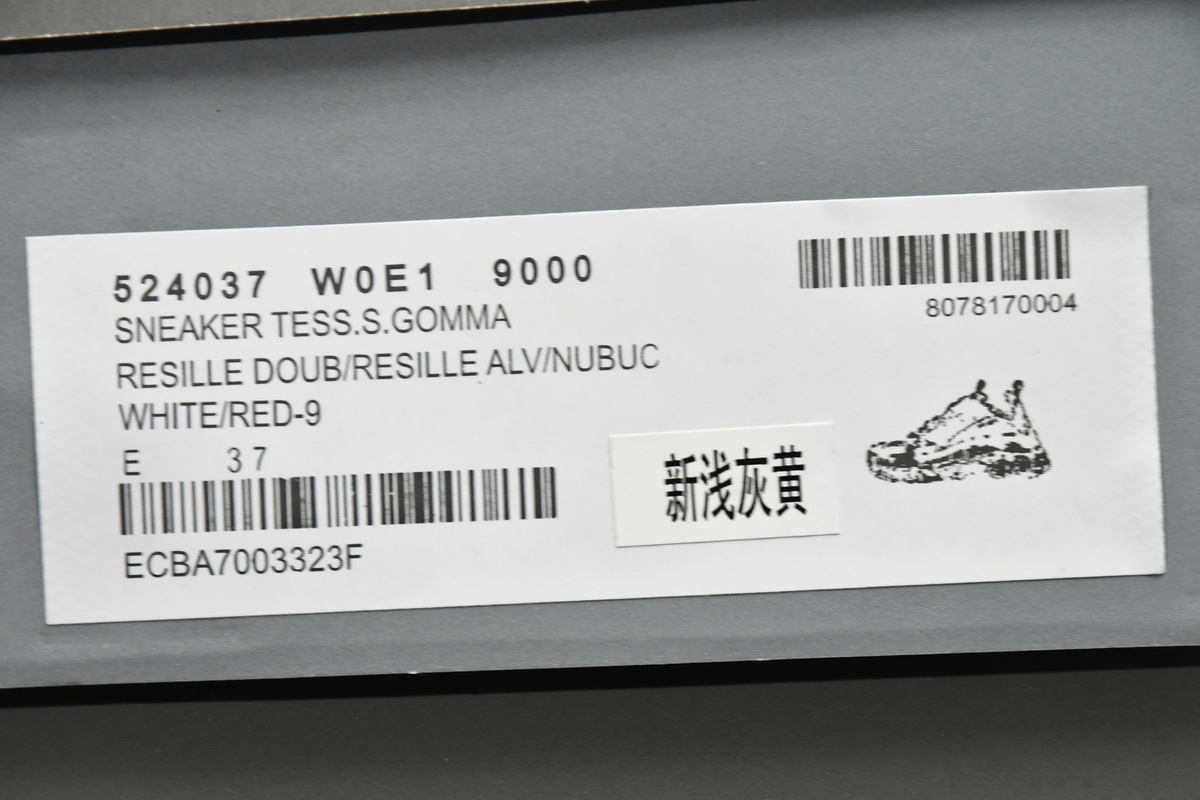 524037 W0E1 9000
SNEAKER TESS.S.GOMMA
RESILLE DOUB/RESILLE ALV/NUBUC
WHITE/RED-9
E 37
ECBA7003323F
8078170004
新浅灰黄